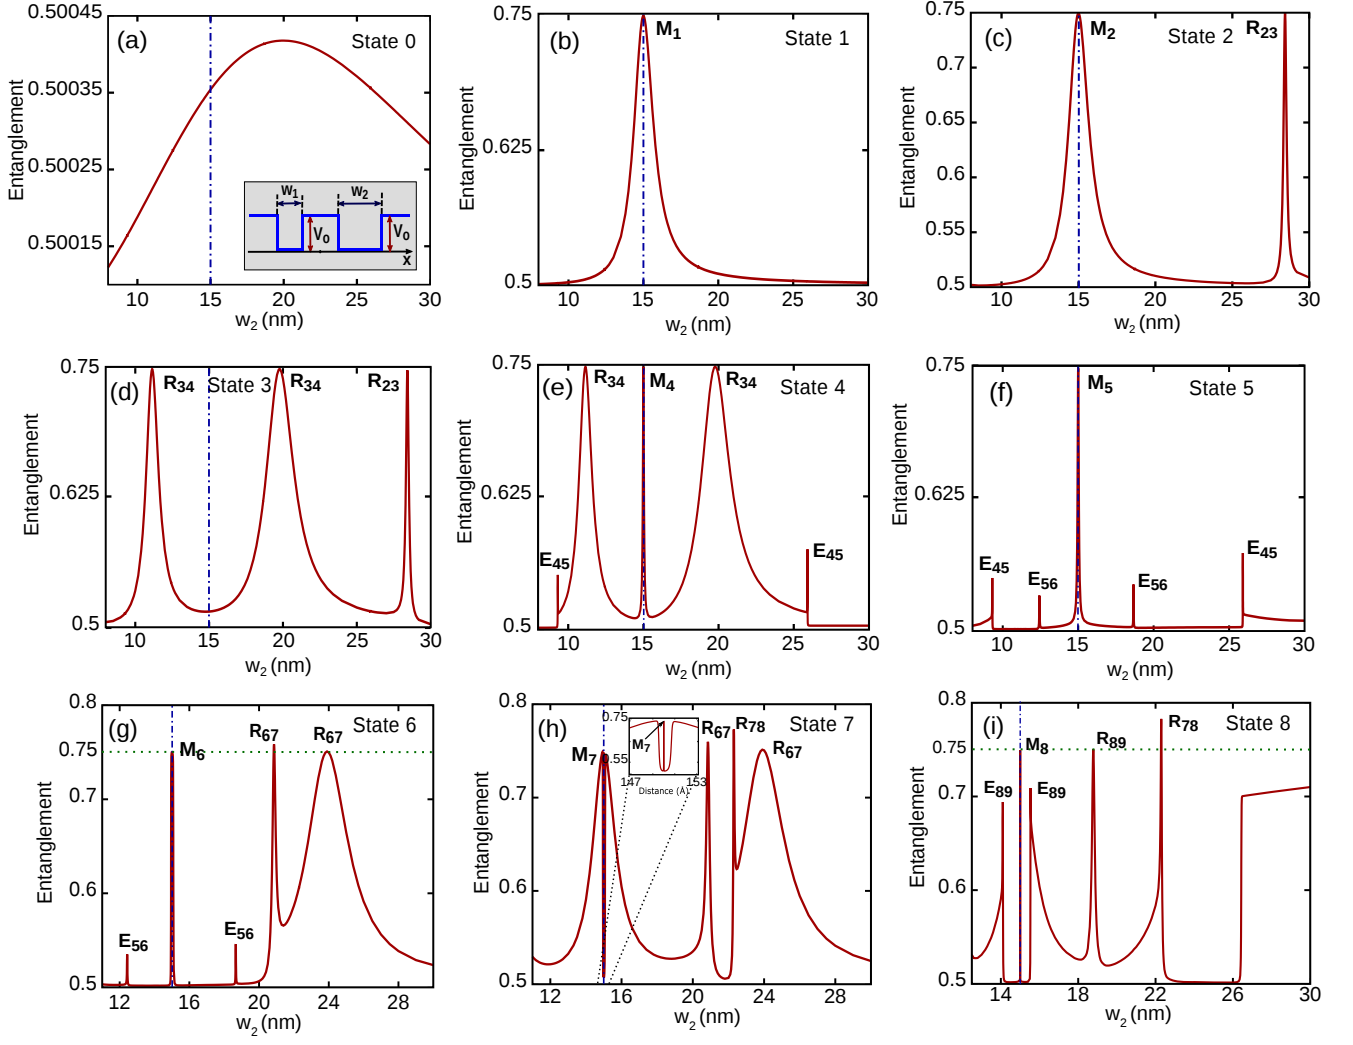 (a)
State 0
Entanglement
0.50045
0.50035
0.50025
0.50015
10 15 20 25 30
w2 (nm)
w1 w2
V0 V0
x
(b)
State 1
M1
Entanglement
0.75
0.625
0.5
10 15 20 25 30
w2 (nm)
(c)
State 2
M2
R23
Entanglement
0.75
0.7
0.65
0.6
0.55
0.5
10 15 20 25 30
w2 (nm)
(d)
State 3
R34
R34
R23
Entanglement
0.75
0.625
0.5
10 15 20 25 30
w2 (nm)
(e)
State 4
R34
M4
R34
E45
E45
Entanglement
0.75
0.625
0.5
10 15 20 25 30
w2 (nm)
(f)
State 5
M5
E45
E56
E56
E45
Entanglement
0.75
0.625
0.5
10 15 20 25 30
w2 (nm)
(g)
State 6
M6
R67
R67
E56
E56
Entanglement
0.8
0.75
0.7
0.6
0.5
12 16 20 24 28
w2 (nm)
(h)
State 7
M7
R67
R78
R67
0.75
M7
0.55
147 153
Distance (Å)
Entanglement
0.8
0.7
0.6
0.5
12 16 20 24 28
w2 (nm)
(i)
State 8
E89
M8
E89
R89
R78
Entanglement
0.8
0.75
0.7
0.6
0.5
14 18 22 26 30
w2 (nm)